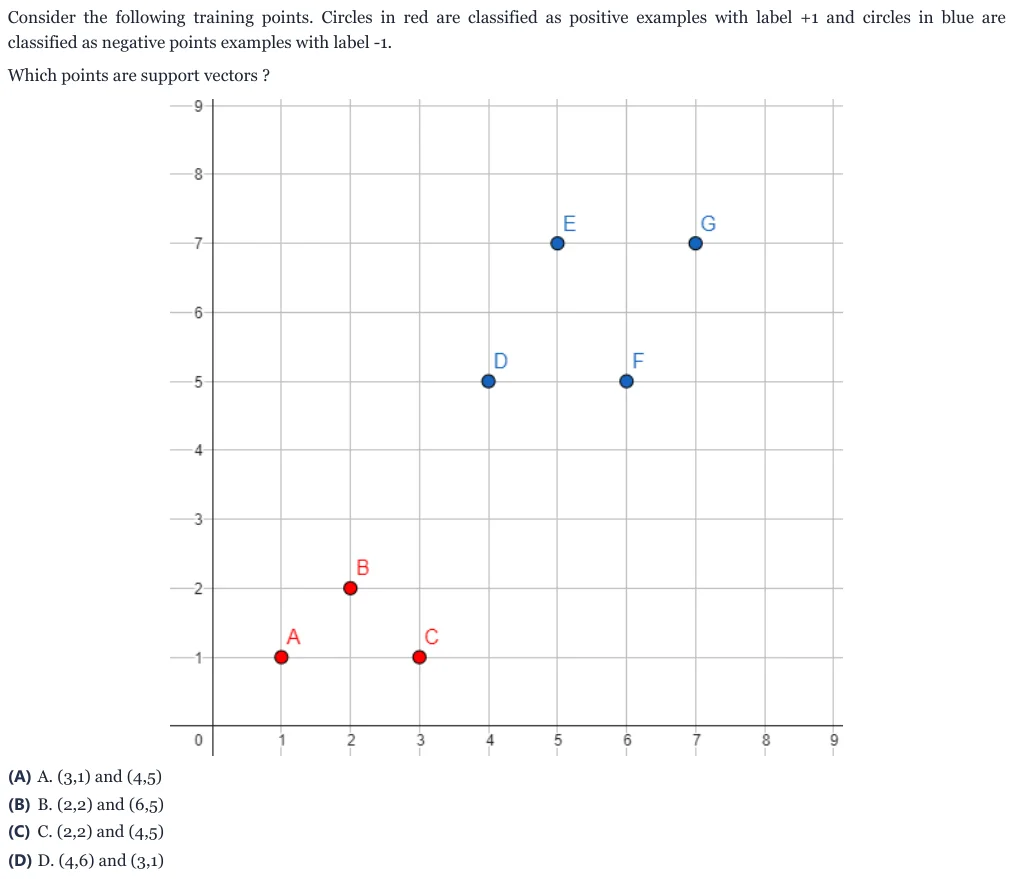 Consider the following training points. Circles in red are classified as positive examples with label +1 and circles in blue are
classified as negative points examples with label -1.
Which points are support vectors ?
9
8
E G
7
6
D F
5
4
3
B
2
A C
1
0 1 2 3 4 5 6 7 8 9
(A) A. (3,1) and (4,5)
(B) B. (2,2) and (6,5)
(C) C. (2,2) and (4,5)
(D) D. (4,6) and (3,1)